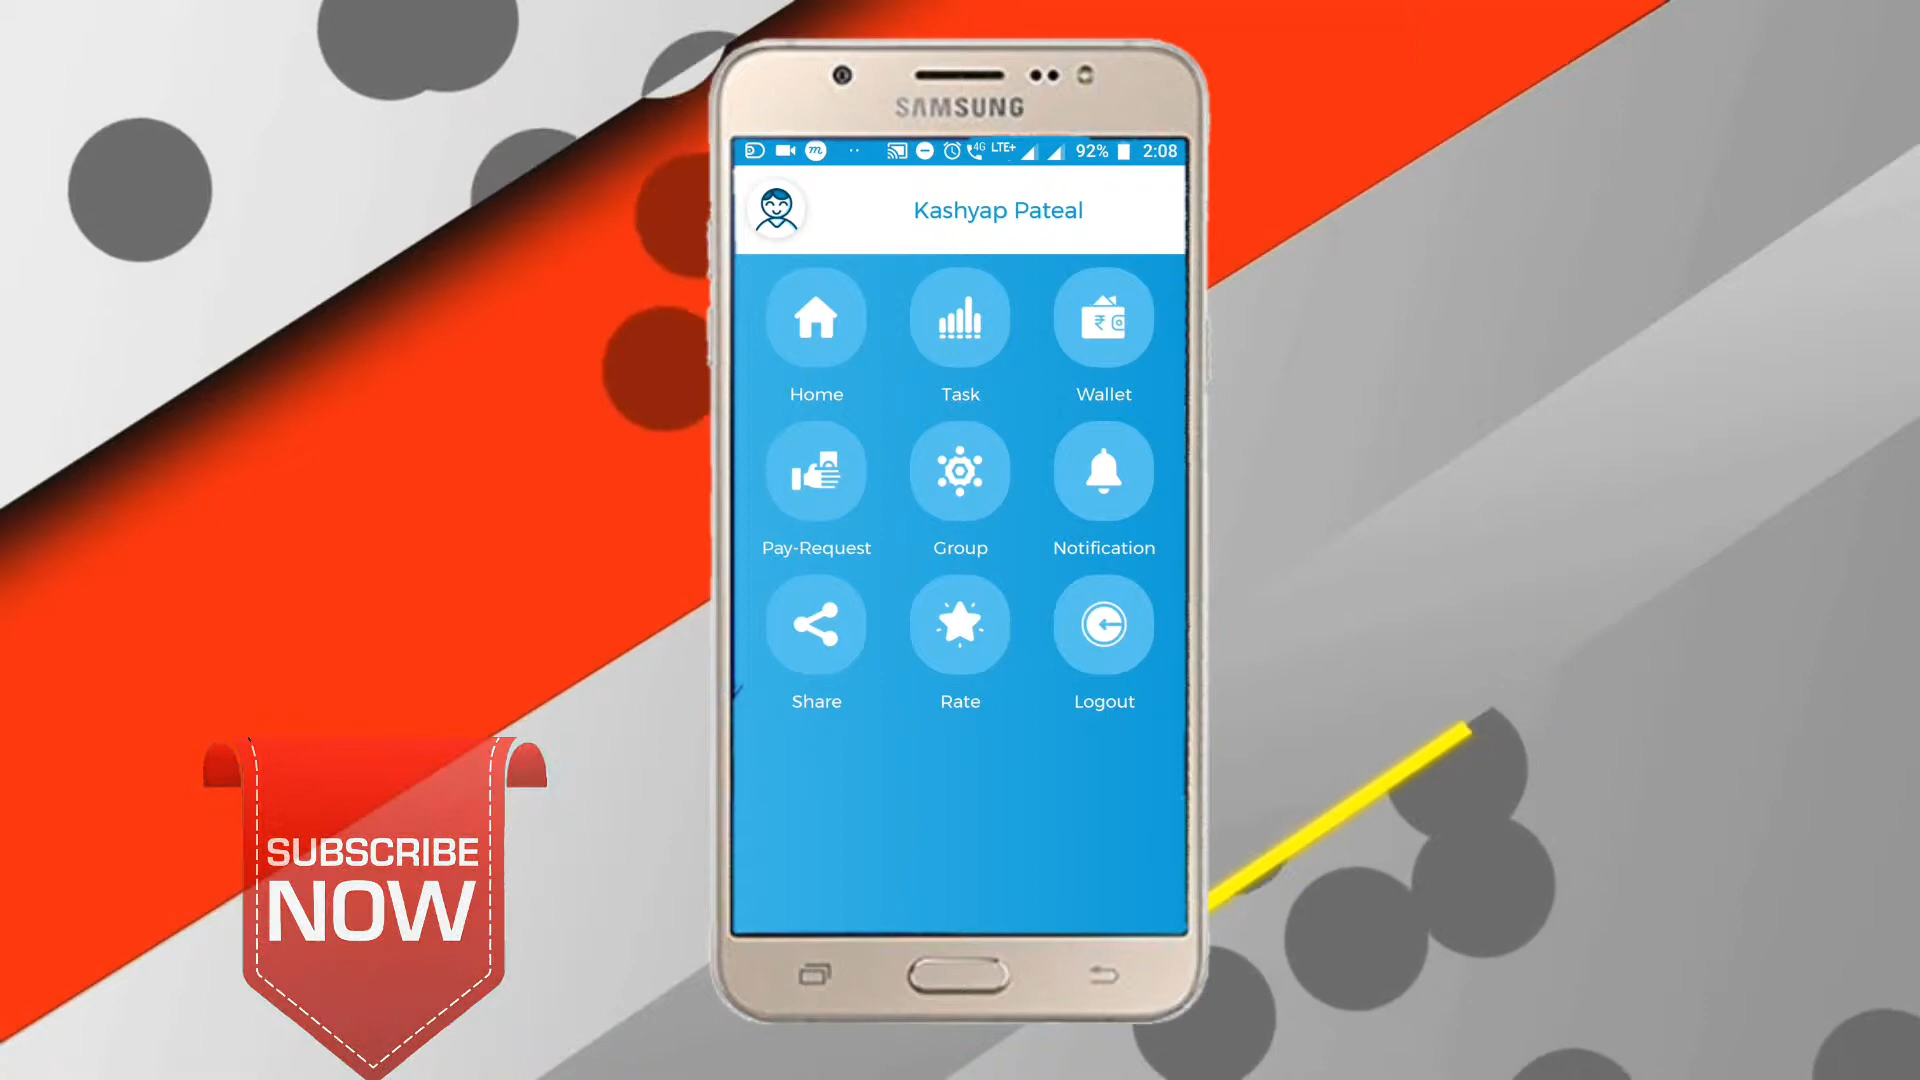 SAMSUNG
4G LTE+ 92% 2:08
Kashyap Pateal
Home Task Wallet
Pay-Request Group Notification
Share Rate Logout
SUBSCRIBE
NOW